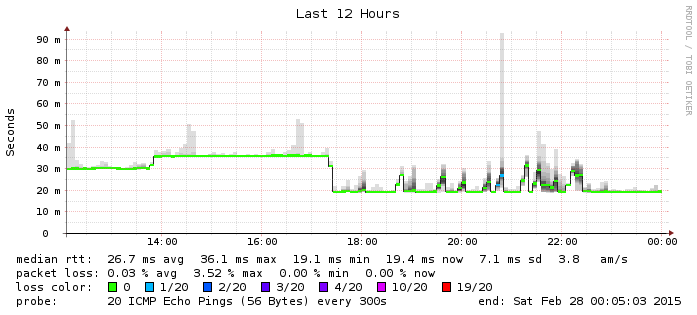 Last 12 Hours
RRDTOOL / TOBI OETIKER
Seconds
90 m
80 m
70 m
60 m
50 m
40 m
30 m
20 m
10 m
0
14:00 16:00 18:00 20:00 22:00 00:00
median rtt: 26.7 ms avg 36.1 ms max 19.1 ms min 19.4 ms now 7.1 ms sd 3.8 am/s
packet loss: 0.03 % avg 3.52 % max 0.00 % min 0.00 % now
loss color: 0 1/20 2/20 3/20 4/20 10/20 19/20
probe: 20 ICMP Echo Pings (56 Bytes) every 300s end: Sat Feb 28 00:05:03 2015